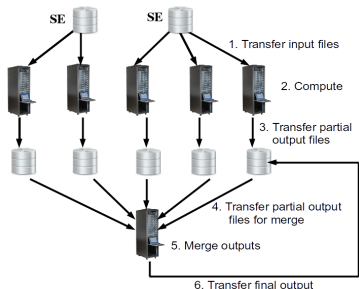 SE
SE
1. Transfer input files
2. Compute
3. Transfer partial
output files
4. Transfer partial output
files for merge
5. Merge outputs
6. Transfer final output